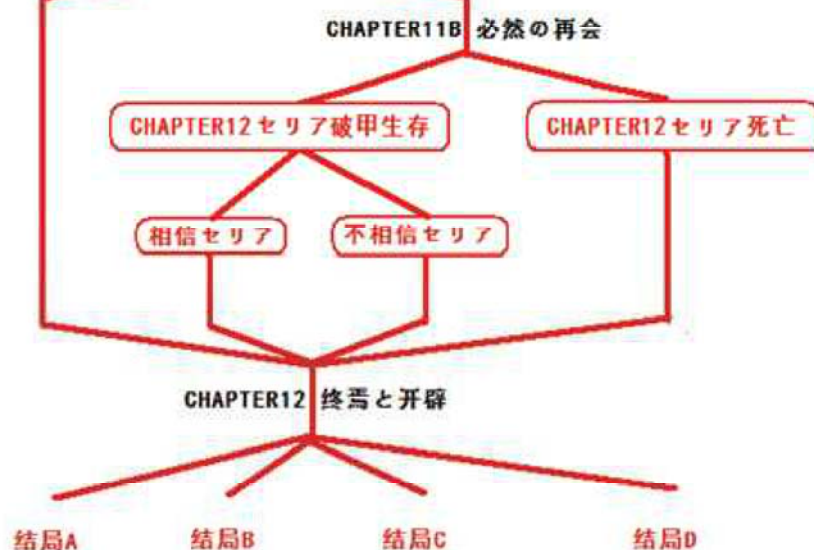 CHAPTER11B 必然の再会
CHAPTER12セリア破甲生存
CHAPTER12セリア死亡
相信セリア
不相信セリア
CHAPTER12 终焉と开辟
结局A
结局B
结局C
结局D